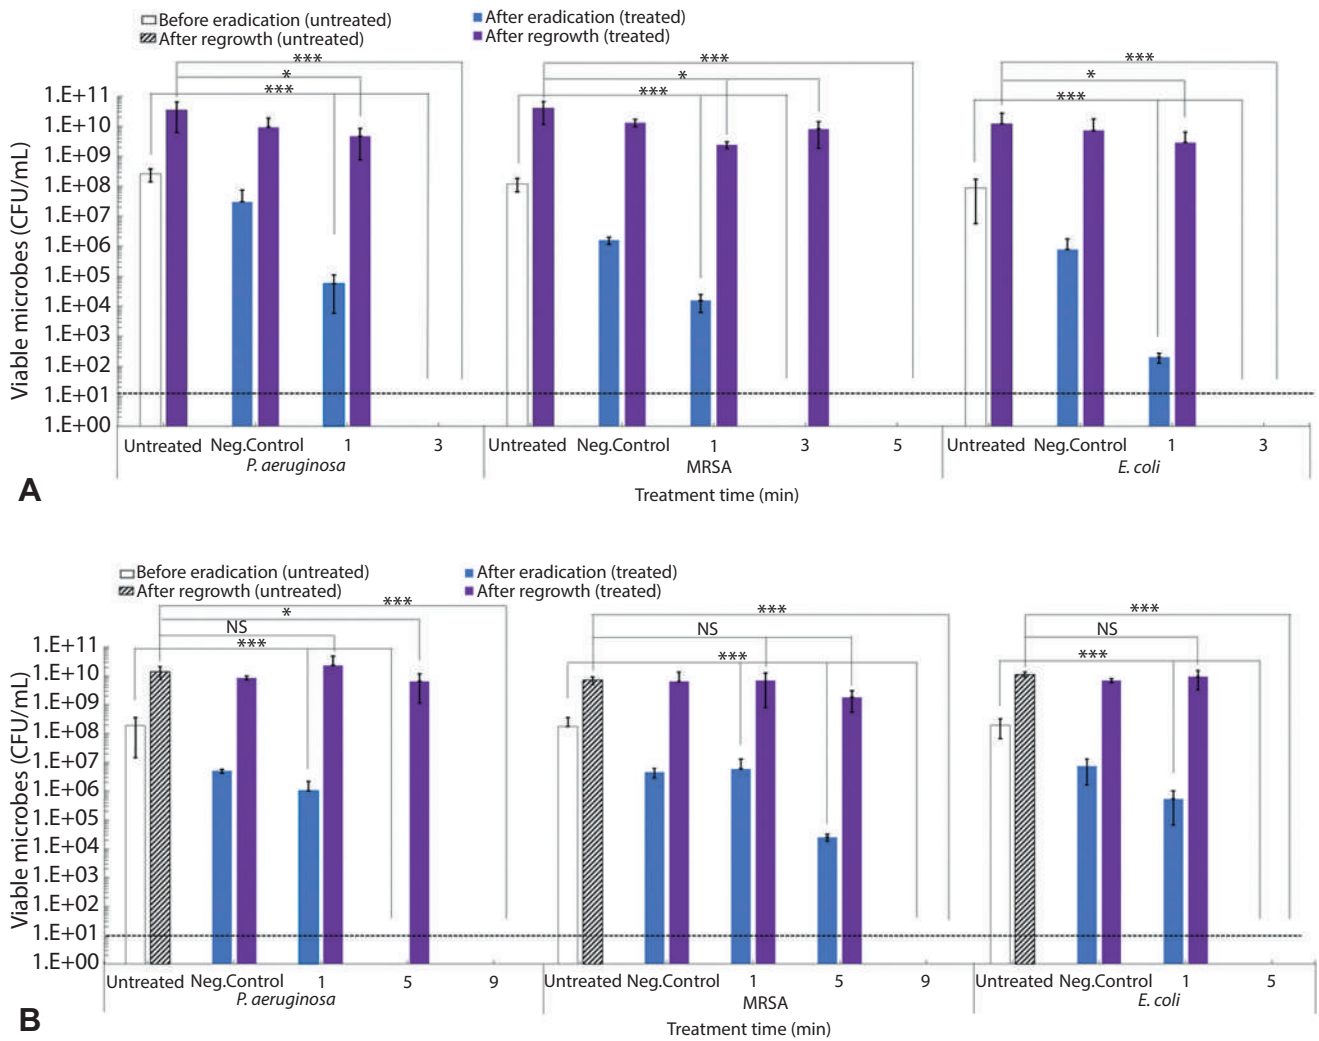 Before eradication (untreated)
After regrowth (untreated)
After eradication (treated)
After regrowth (treated)
***
*
***
***
*
***
***
*
***
Viable microbes (CFU/mL)
1.E+11
1.E+10
1.E+09
1.E+08
1.E+07
1.E+06
1.E+05
1.E+04
1.E+03
1.E+02
1.E+01
1.E+00
Untreated Neg.Control 1 3 Untreated Neg.Control 1 3 5 Untreated Neg.Control 1 3
P. aeruginosa MRSA E. coli
Treatment time (min)
A
Before eradication (untreated)
After regrowth (untreated)
After eradication (treated)
After regrowth (treated)
***
*
NS
***
***
NS
***
***
NS
***
Viable microbes (CFU/mL)
1.E+11
1.E+10
1.E+09
1.E+08
1.E+07
1.E+06
1.E+05
1.E+04
1.E+03
1.E+02
1.E+01
1.E+00
Untreated Neg.Control 1 5 9 Untreated Neg.Control 1 5 9 Untreated Neg.Control 1 5
P. aeruginosa MRSA E. coli
Treatment time (min)
B